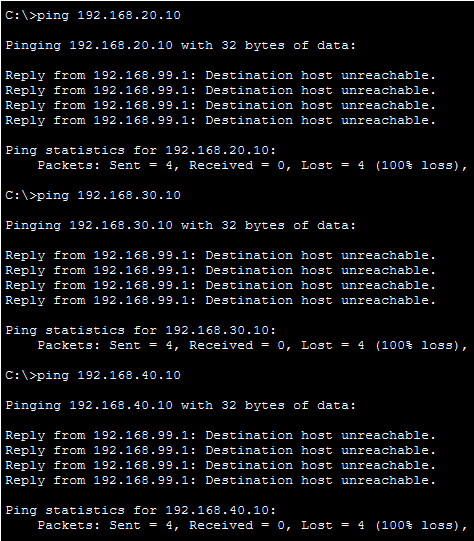 C:\>ping 192.168.20.10
Pinging 192.168.20.10 with 32 bytes of data:
Reply from 192.168.99.1: Destination host unreachable.
Reply from 192.168.99.1: Destination host unreachable.
Reply from 192.168.99.1: Destination host unreachable.
Reply from 192.168.99.1: Destination host unreachable.
Ping statistics for 192.168.20.10:
    Packets: Sent = 4, Received = 0, Lost = 4 (100% loss),
C:\>ping 192.168.30.10
Pinging 192.168.30.10 with 32 bytes of data:
Reply from 192.168.99.1: Destination host unreachable.
Reply from 192.168.99.1: Destination host unreachable.
Reply from 192.168.99.1: Destination host unreachable.
Reply from 192.168.99.1: Destination host unreachable.
Ping statistics for 192.168.30.10:
    Packets: Sent = 4, Received = 0, Lost = 4 (100% loss),
C:\>ping 192.168.40.10
Pinging 192.168.40.10 with 32 bytes of data:
Reply from 192.168.99.1: Destination host unreachable.
Reply from 192.168.99.1: Destination host unreachable.
Reply from 192.168.99.1: Destination host unreachable.
Reply from 192.168.99.1: Destination host unreachable.
Ping statistics for 192.168.40.10:
    Packets: Sent = 4, Received = 0, Lost = 4 (100% loss),